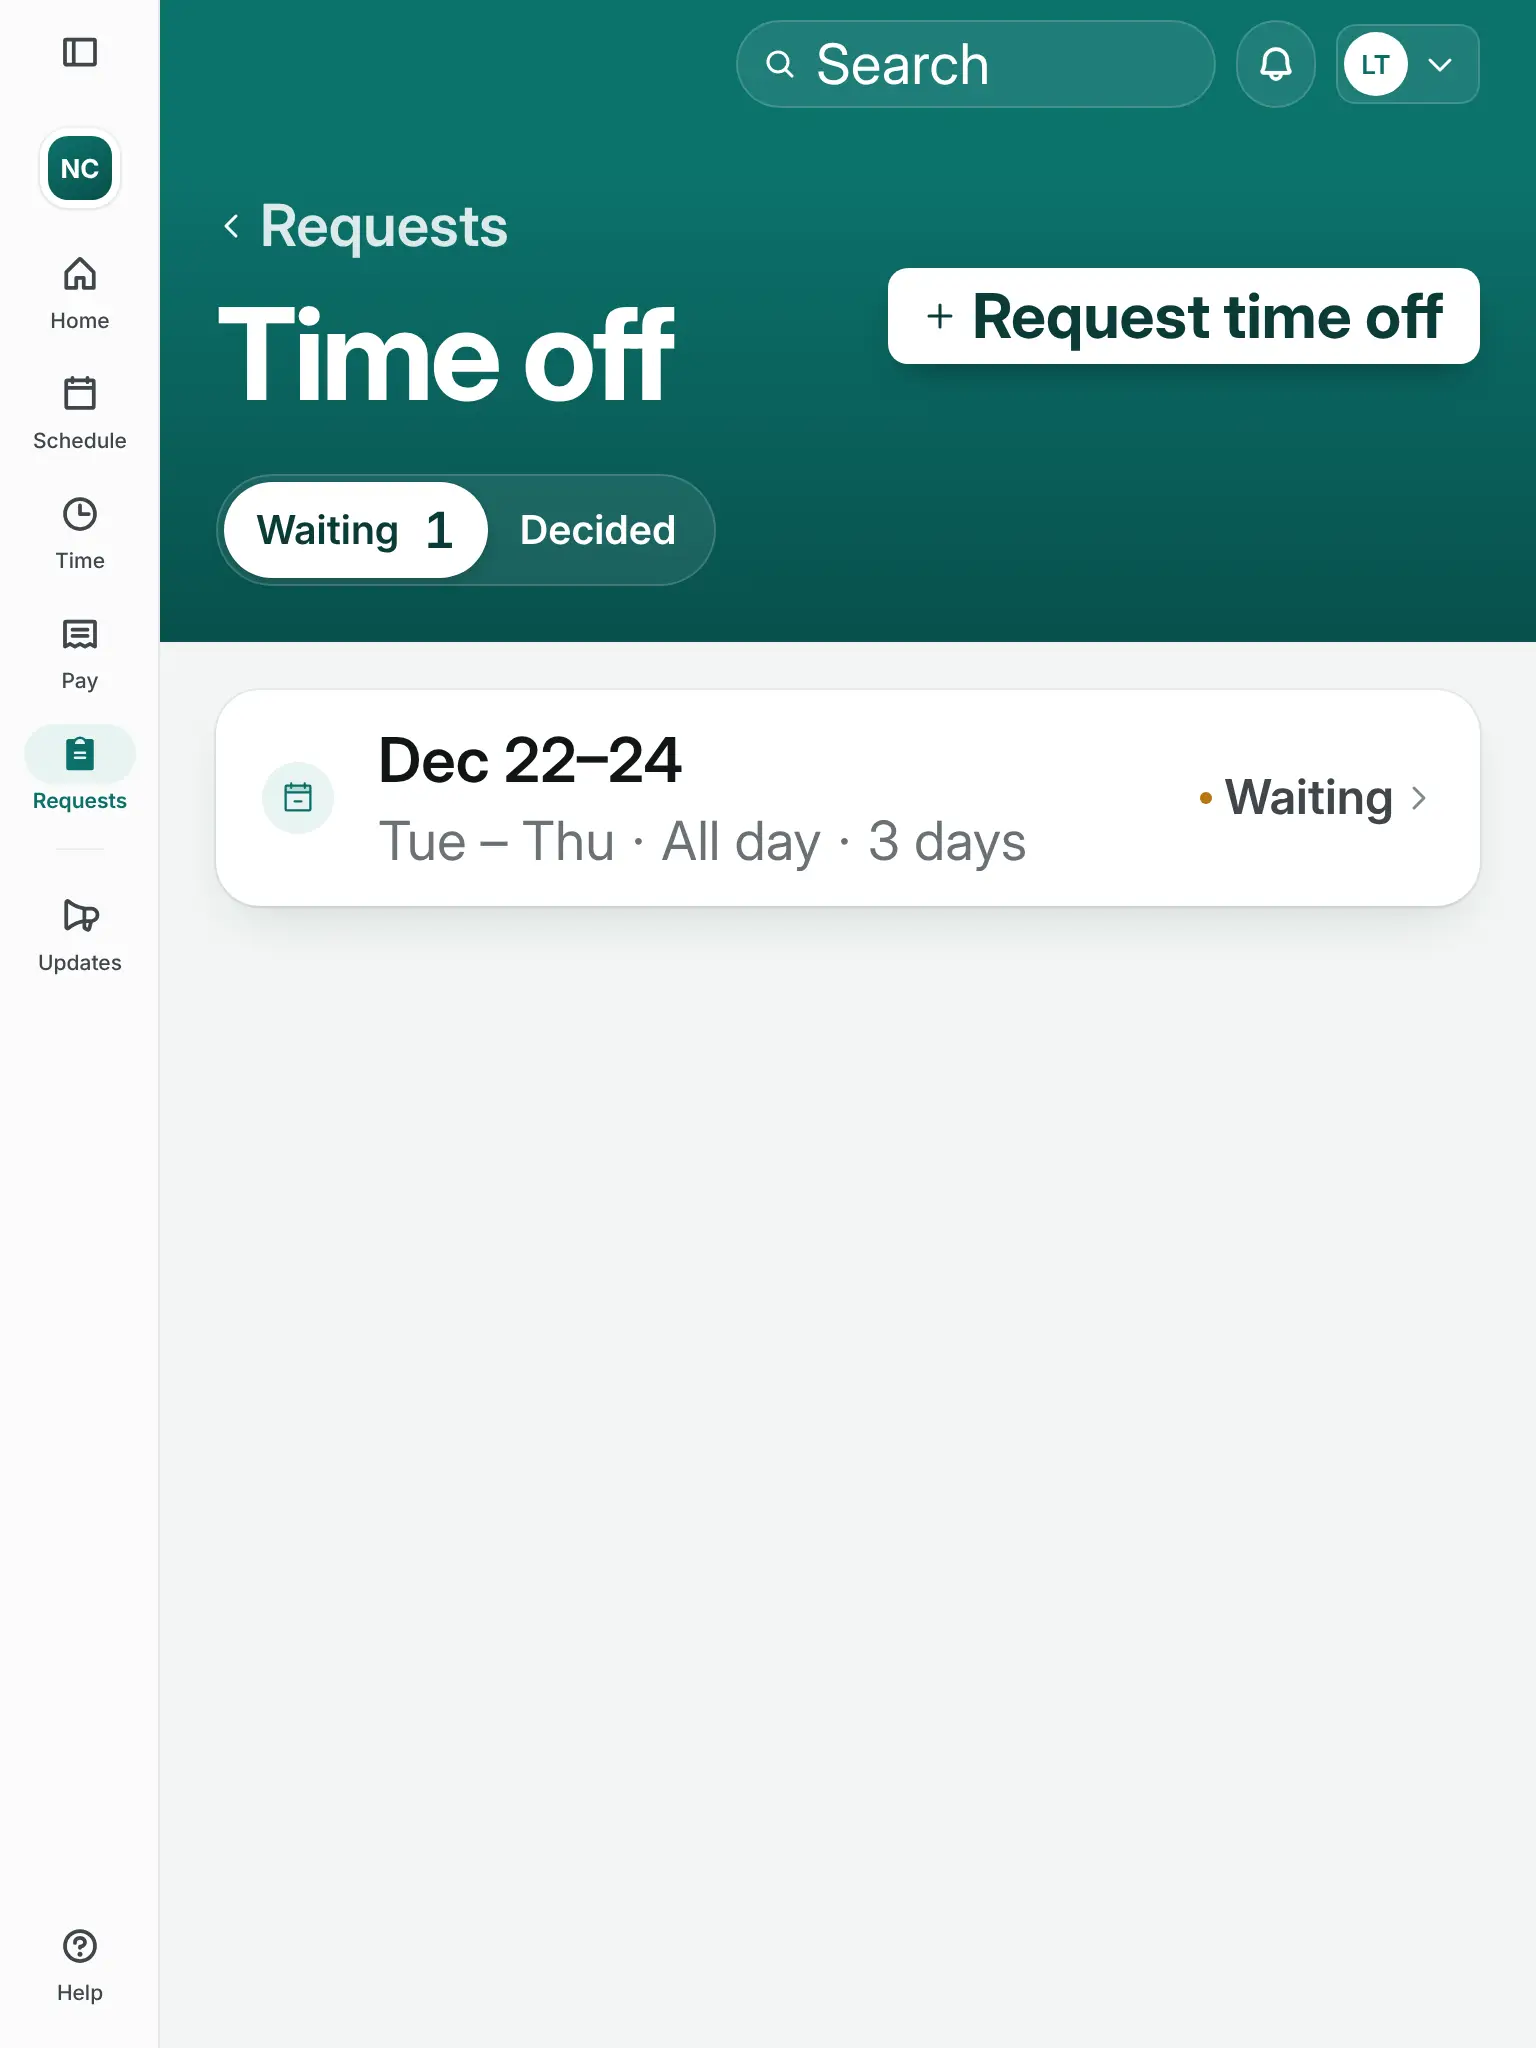 Search
LT
NC
Home
Schedule
Time
Pay
Requests
Updates
Help
Requests
Time off
Request time off
Waiting 1
Decided
Dec 22–24
Tue – Thu · All day · 3 days
Waiting